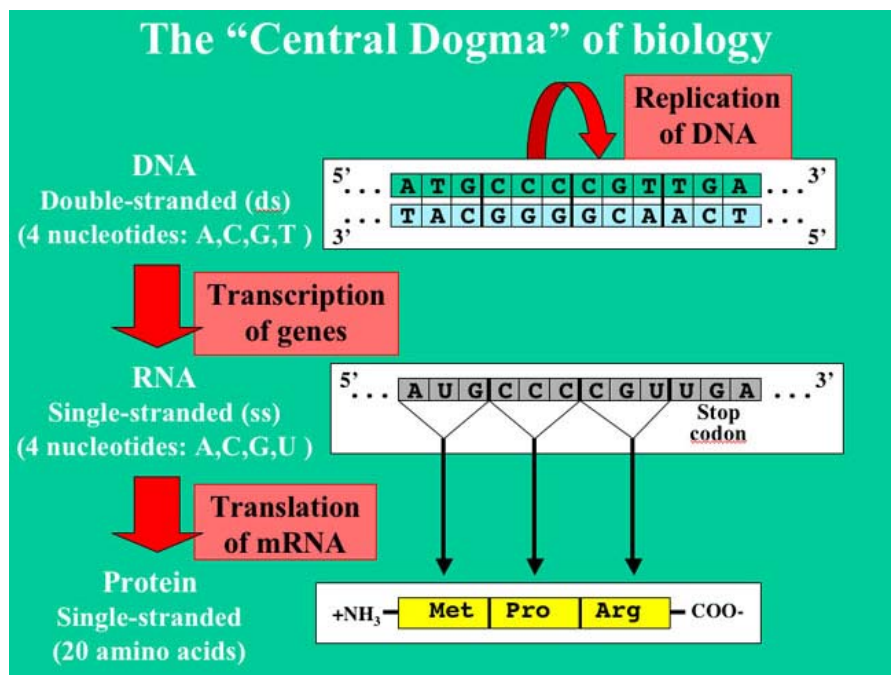 The “Central Dogma” of biology
Replication
of DNA
DNA
Double-stranded (ds)
(4 nucleotides: A,C,G,T )
5’ ... A T G C C C C G T T G A ... 3’
... T A C G G G G C A A C T ...
3’ 5’
Transcription
of genes
RNA
Single-stranded (ss)
(4 nucleotides: A,C,G,U )
5’ ... A U G C C C C G U U G A ... 3’
Stop
codon
Translation
of mRNA
Protein
Single-stranded
(20 amino acids)
+NH3 Met Pro Arg COO-